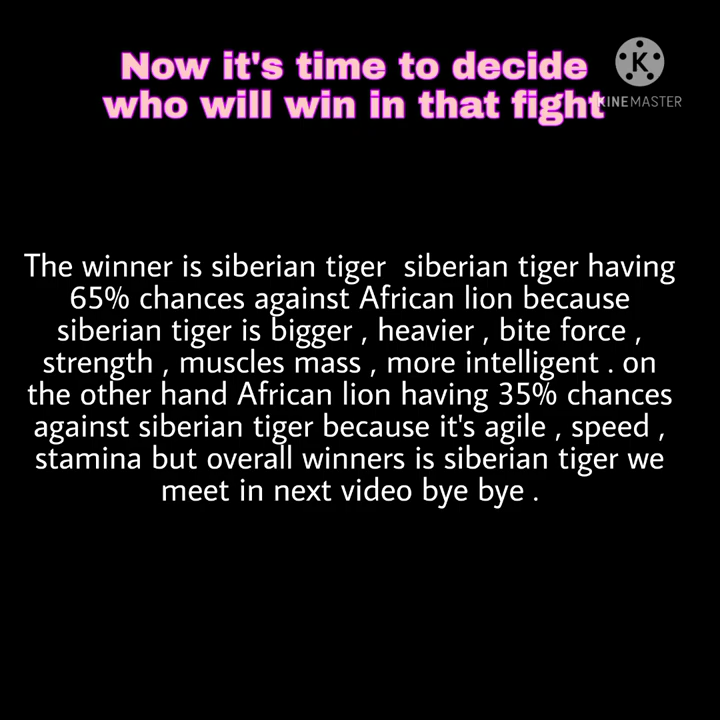 Now it's time to decide
who will win in that fight
KINEMASTER
The winner is siberian tiger  siberian tiger having
65% chances against African lion because
siberian tiger is bigger , heavier , bite force ,
strength , muscles mass , more intelligent . on
the other hand African lion having 35% chances
against siberian tiger because it's agile , speed ,
stamina but overall winners is siberian tiger we
meet in next video bye bye .